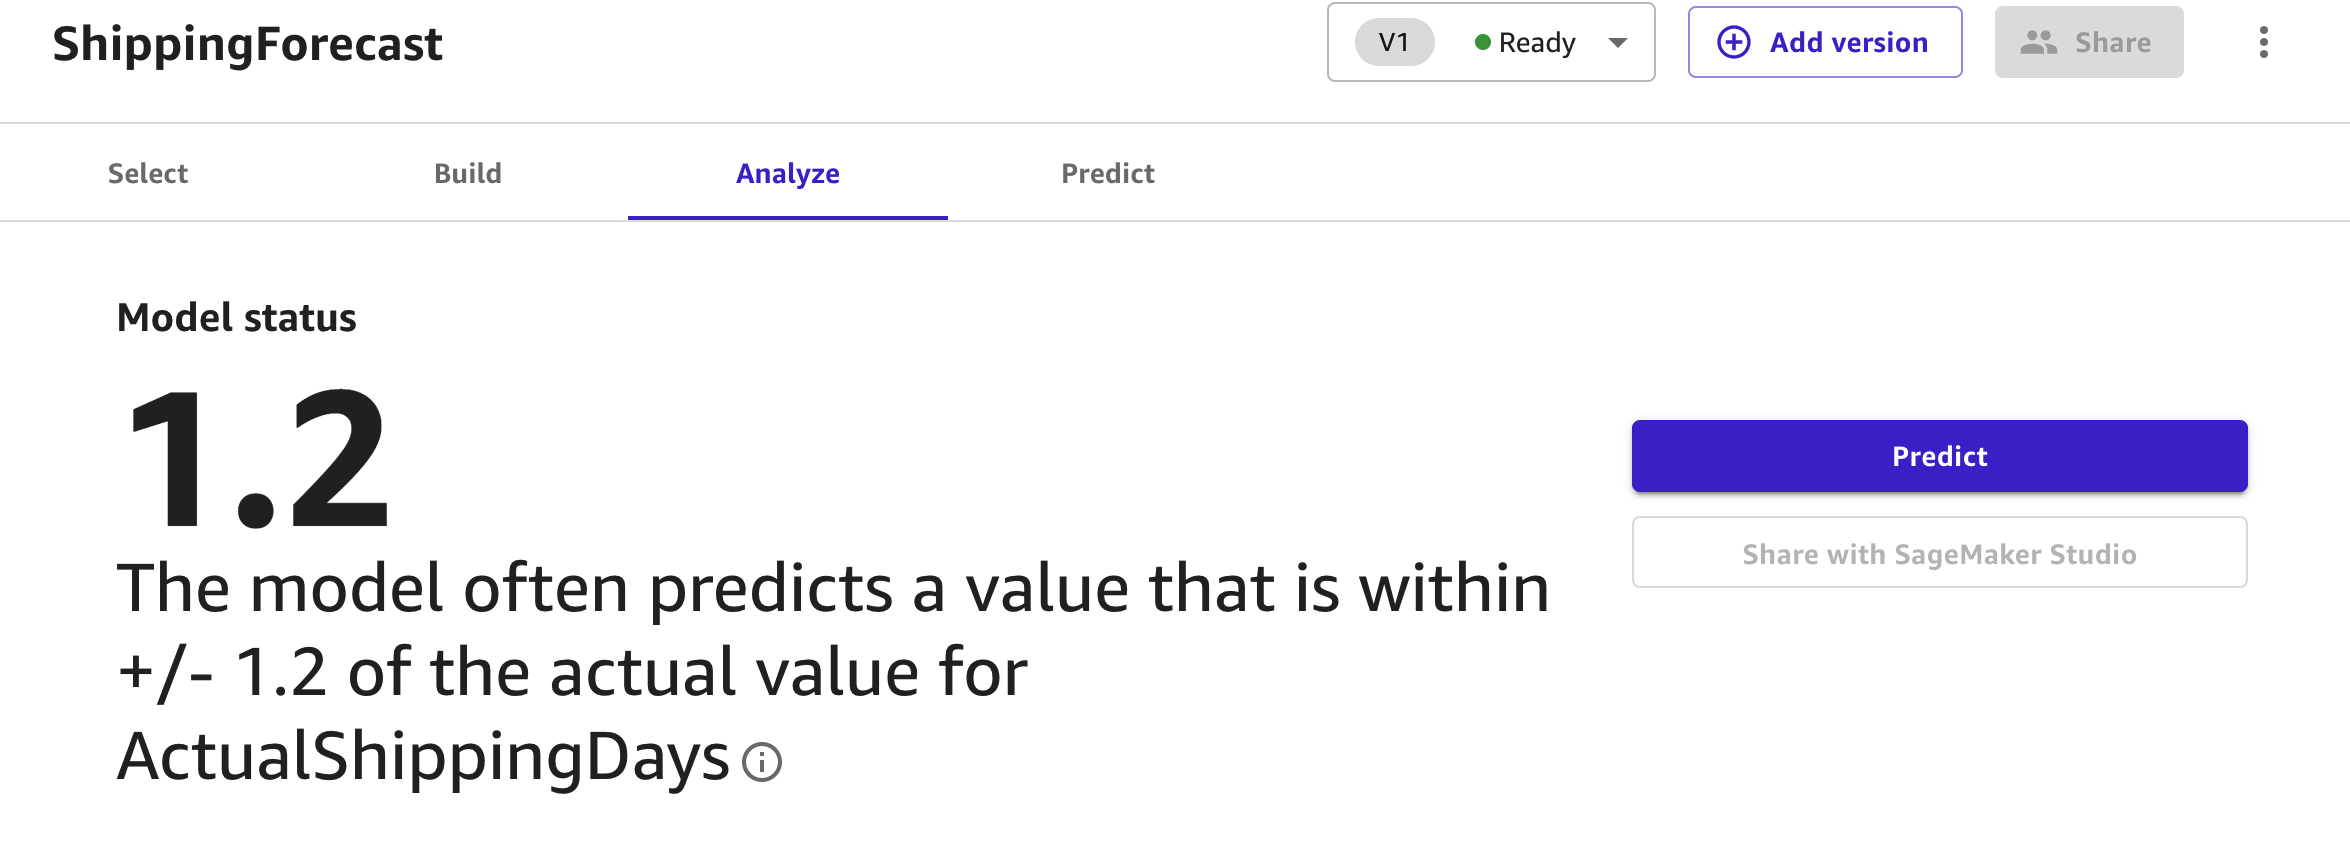 ShippingForecast
V1 Ready Add version Share
Select Build Analyze Predict
Model status
1.2
The model often predicts a value that is within
+/- 1.2 of the actual value for
ActualShippingDays
Predict
Share with SageMaker Studio